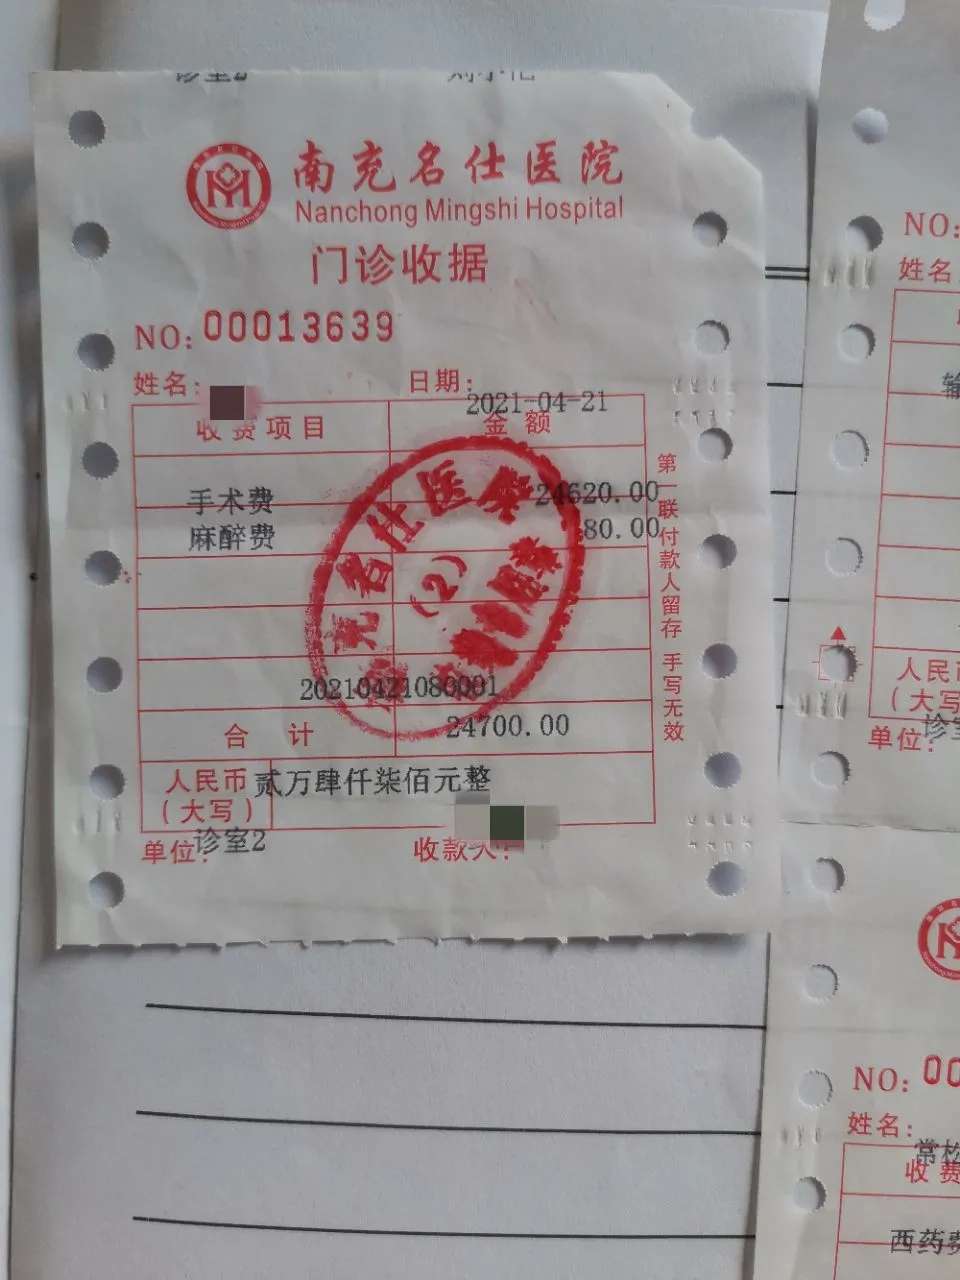 诊室2
南充名仕医院
Nanchong Mingshi Hospital
门诊收据
NO: 00013639
姓名: 日期: 2021-04-21
收费项目 金额
手术费 24620.00
麻醉费 80.00
20210421080001
合计 24700.00
人民币 贰万肆仟柒佰元整
(大写)
单位: 诊室2 收款人:
第一联付款人留存 手写无效
名仕医院
(2)
NO:
姓名
人民币
(大写
诊室
单位:
NO: 00
姓名:
常松
收费
西药费